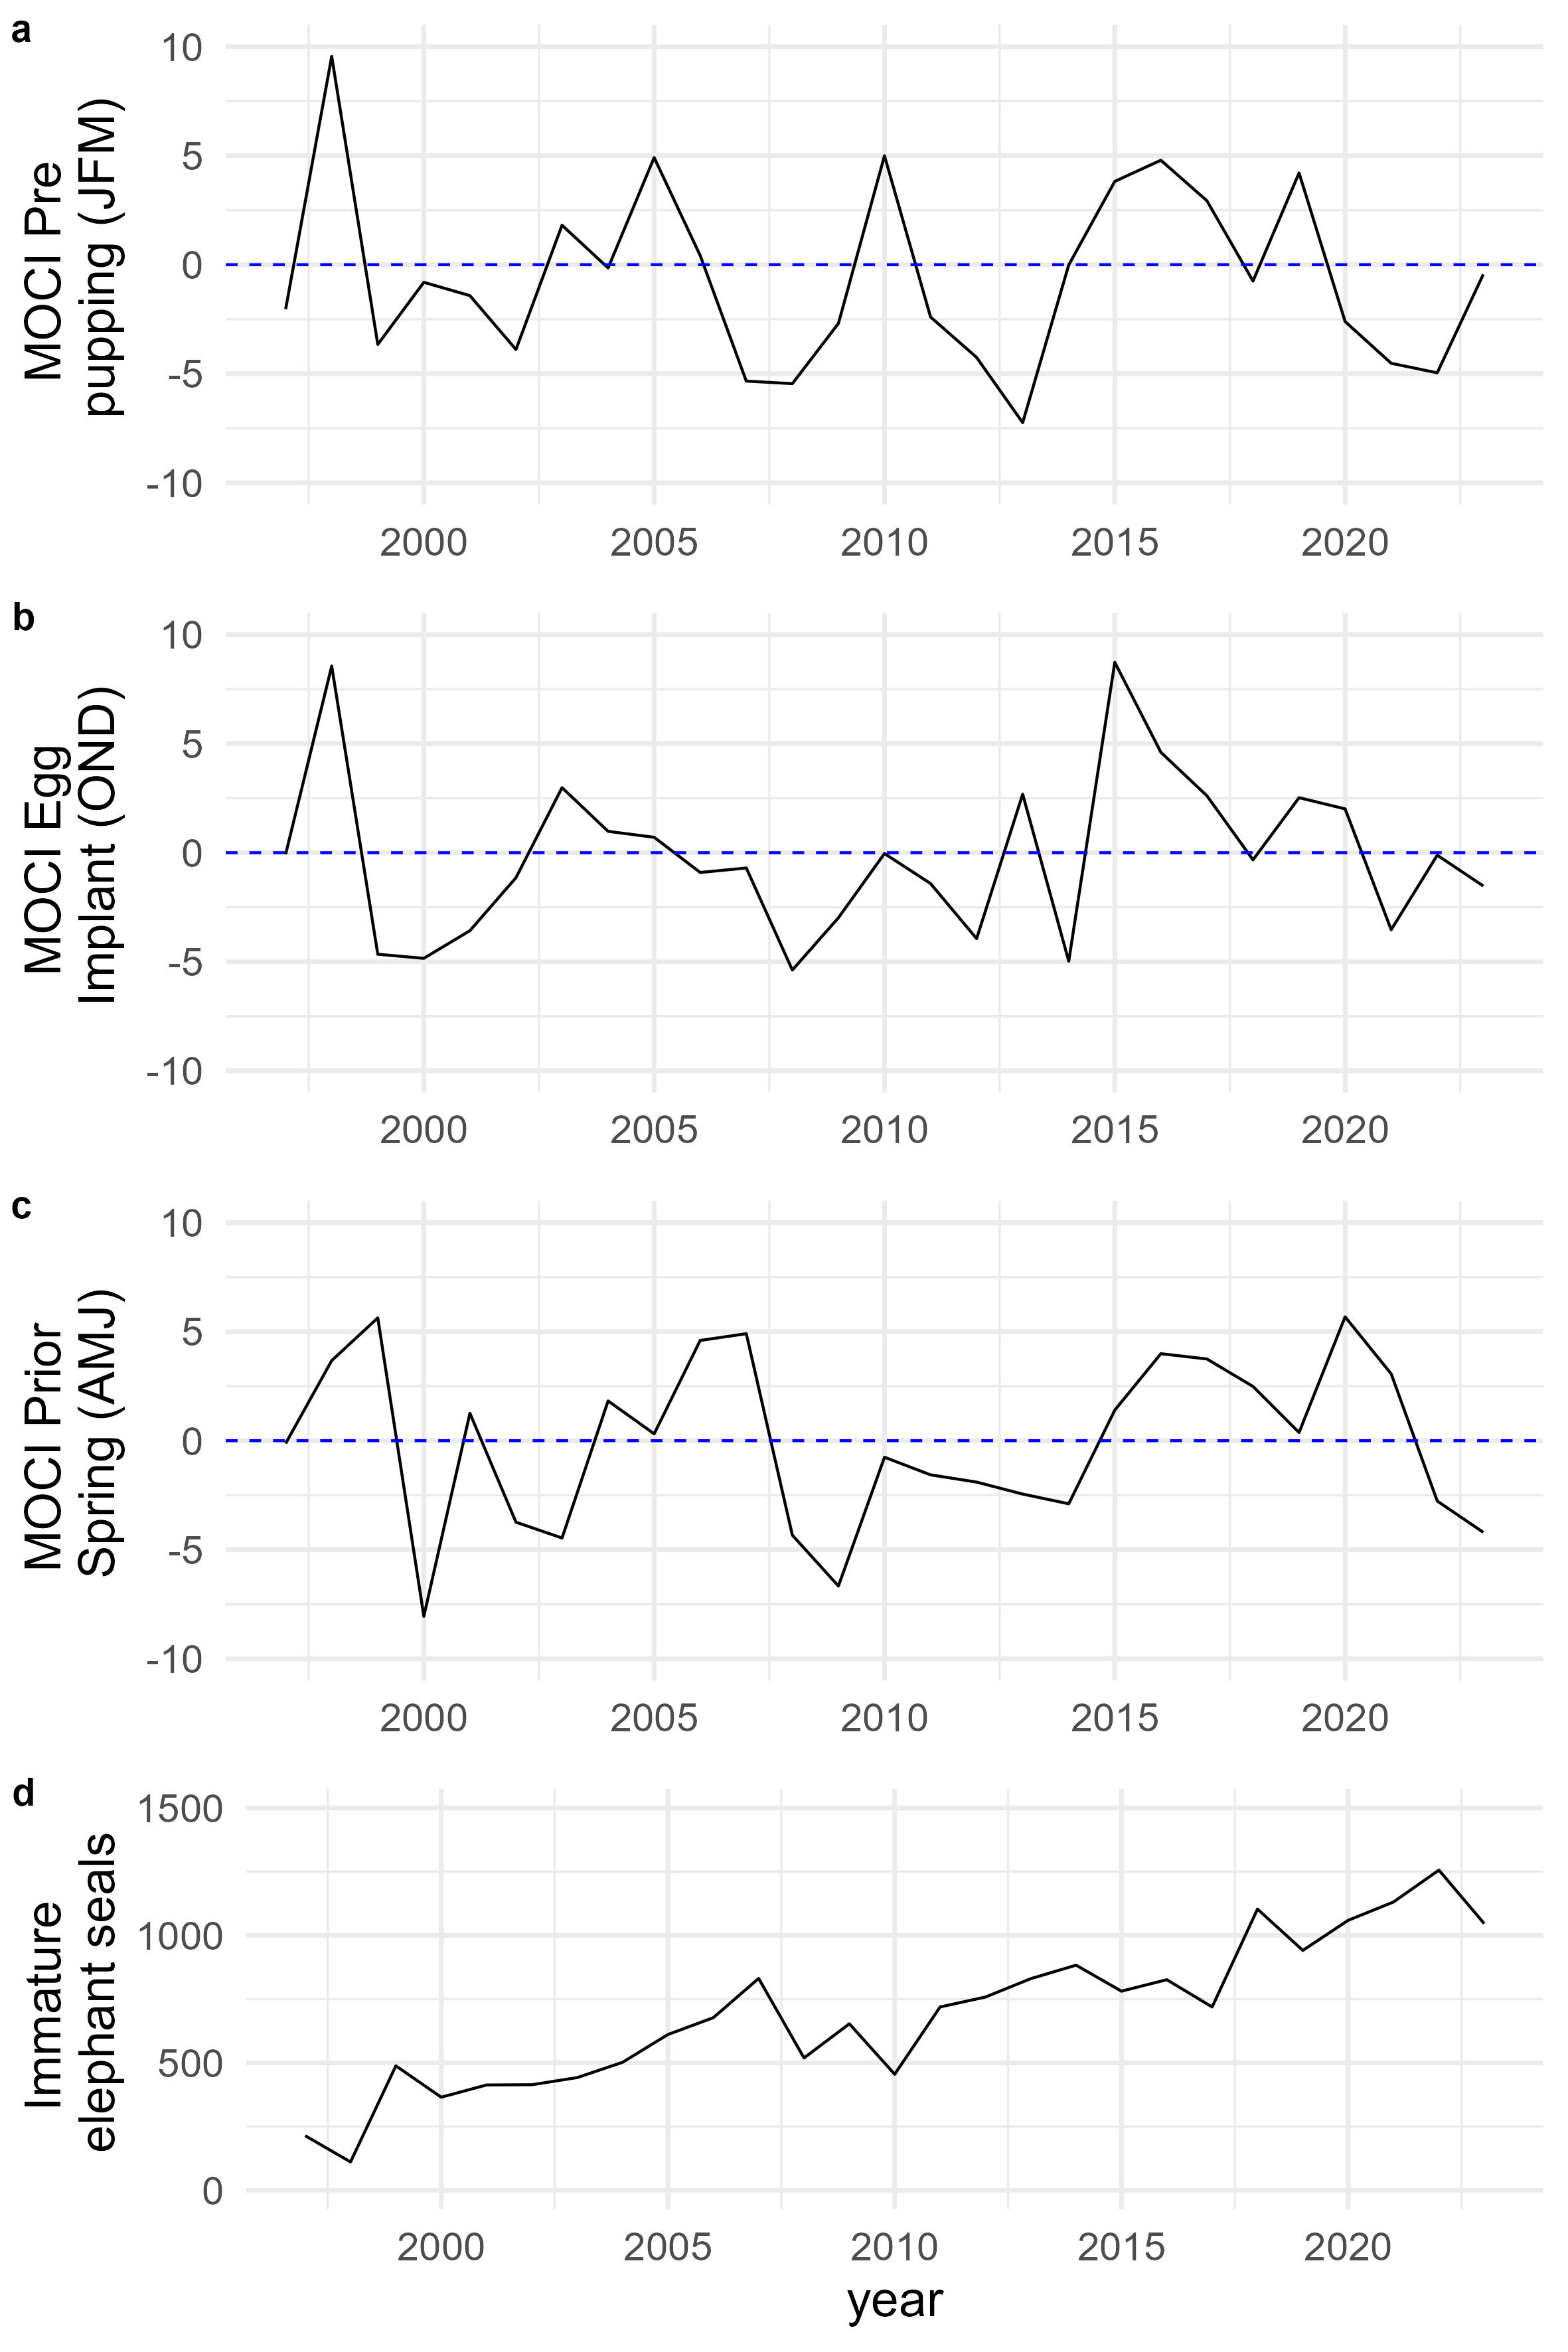 a
MOCI Pre
pupping (JFM)
10
5
0
-5
-10
2000 2005 2010 2015 2020
b
MOCI Egg
Implant (OND)
10
5
0
-5
-10
2000 2005 2010 2015 2020
c
MOCI Prior
Spring (AMJ)
10
5
0
-5
-10
2000 2005 2010 2015 2020
d
Immature
elephant seals
1500
1000
500
0
2000 2005 2010 2015 2020
year